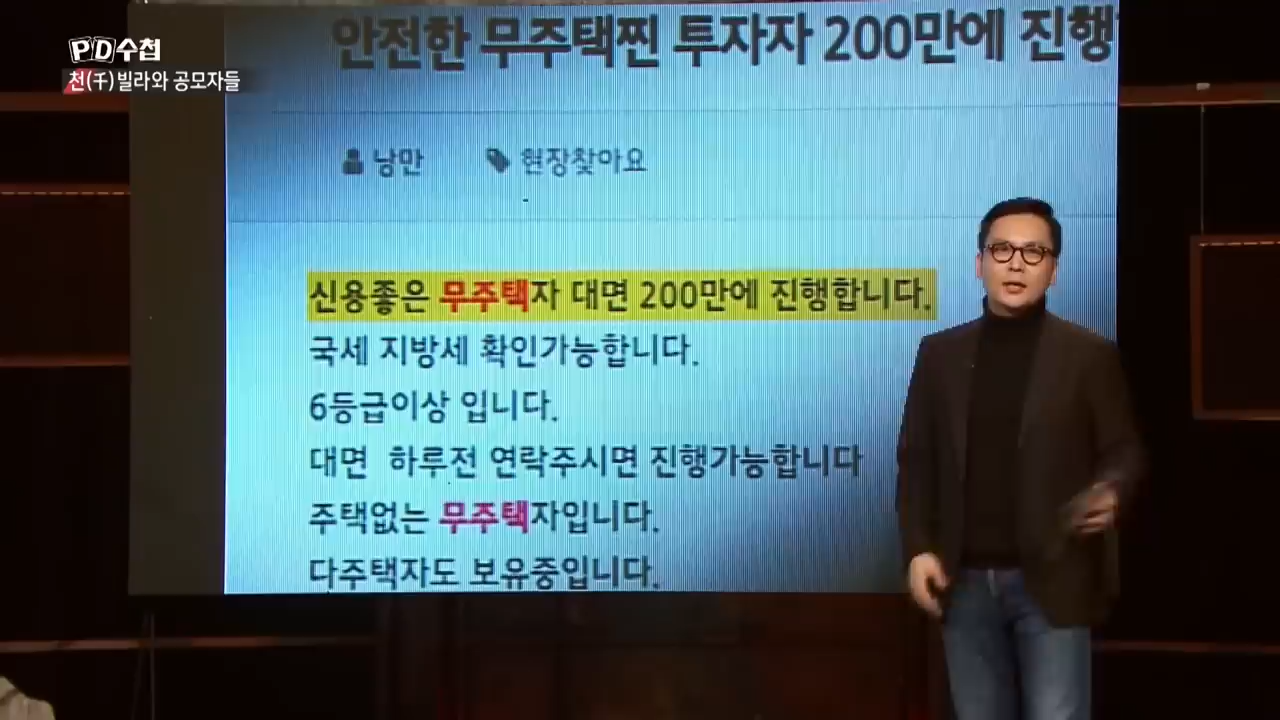 PD수첩
천(千) 빌라와 공모자들
안전한 무주택찐 투자자 200만에 진행
낭만 현장찾아요
신용좋은 무주택자 대면 200만에 진행합니다.
국세 지방세 확인가능합니다.
6등급이상 입니다.
대면 하루전 연락주시면 진행가능합니다
주택없는 무주택자입니다.
다주택자도 보유중입니다.